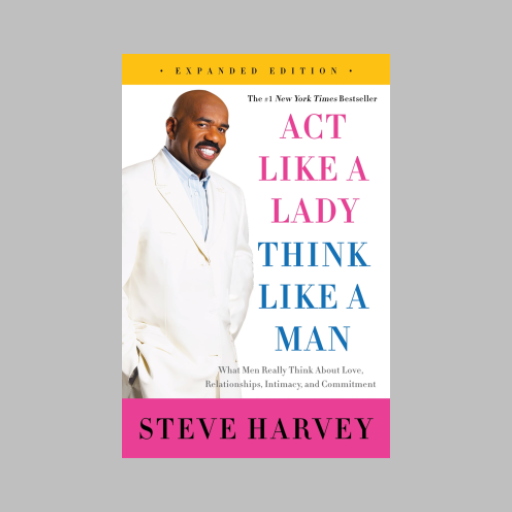 • EXPANDED EDITION •
The #1 New York Times Bestseller
ACT
LIKE A
LADY
THINK
LIKE A
MAN
What Men Really Think About Love,
Relationships, Intimacy, and Commitment
STEVE HARVEY